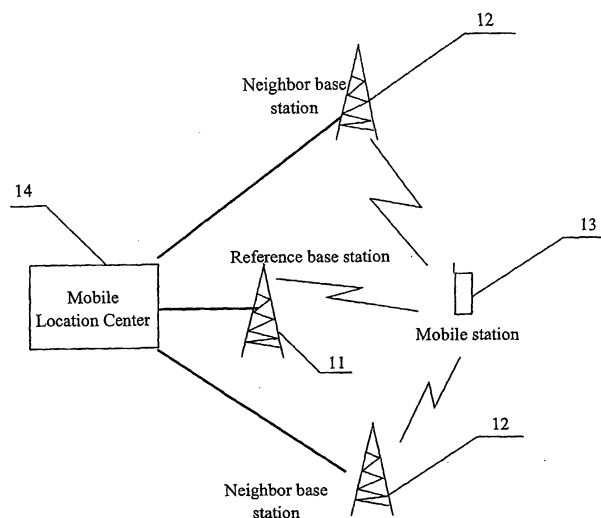 12
Neighbor base
station
14
13
Reference base station
Mobile
Location Center
Mobile station
11
12
Neighbor base
station